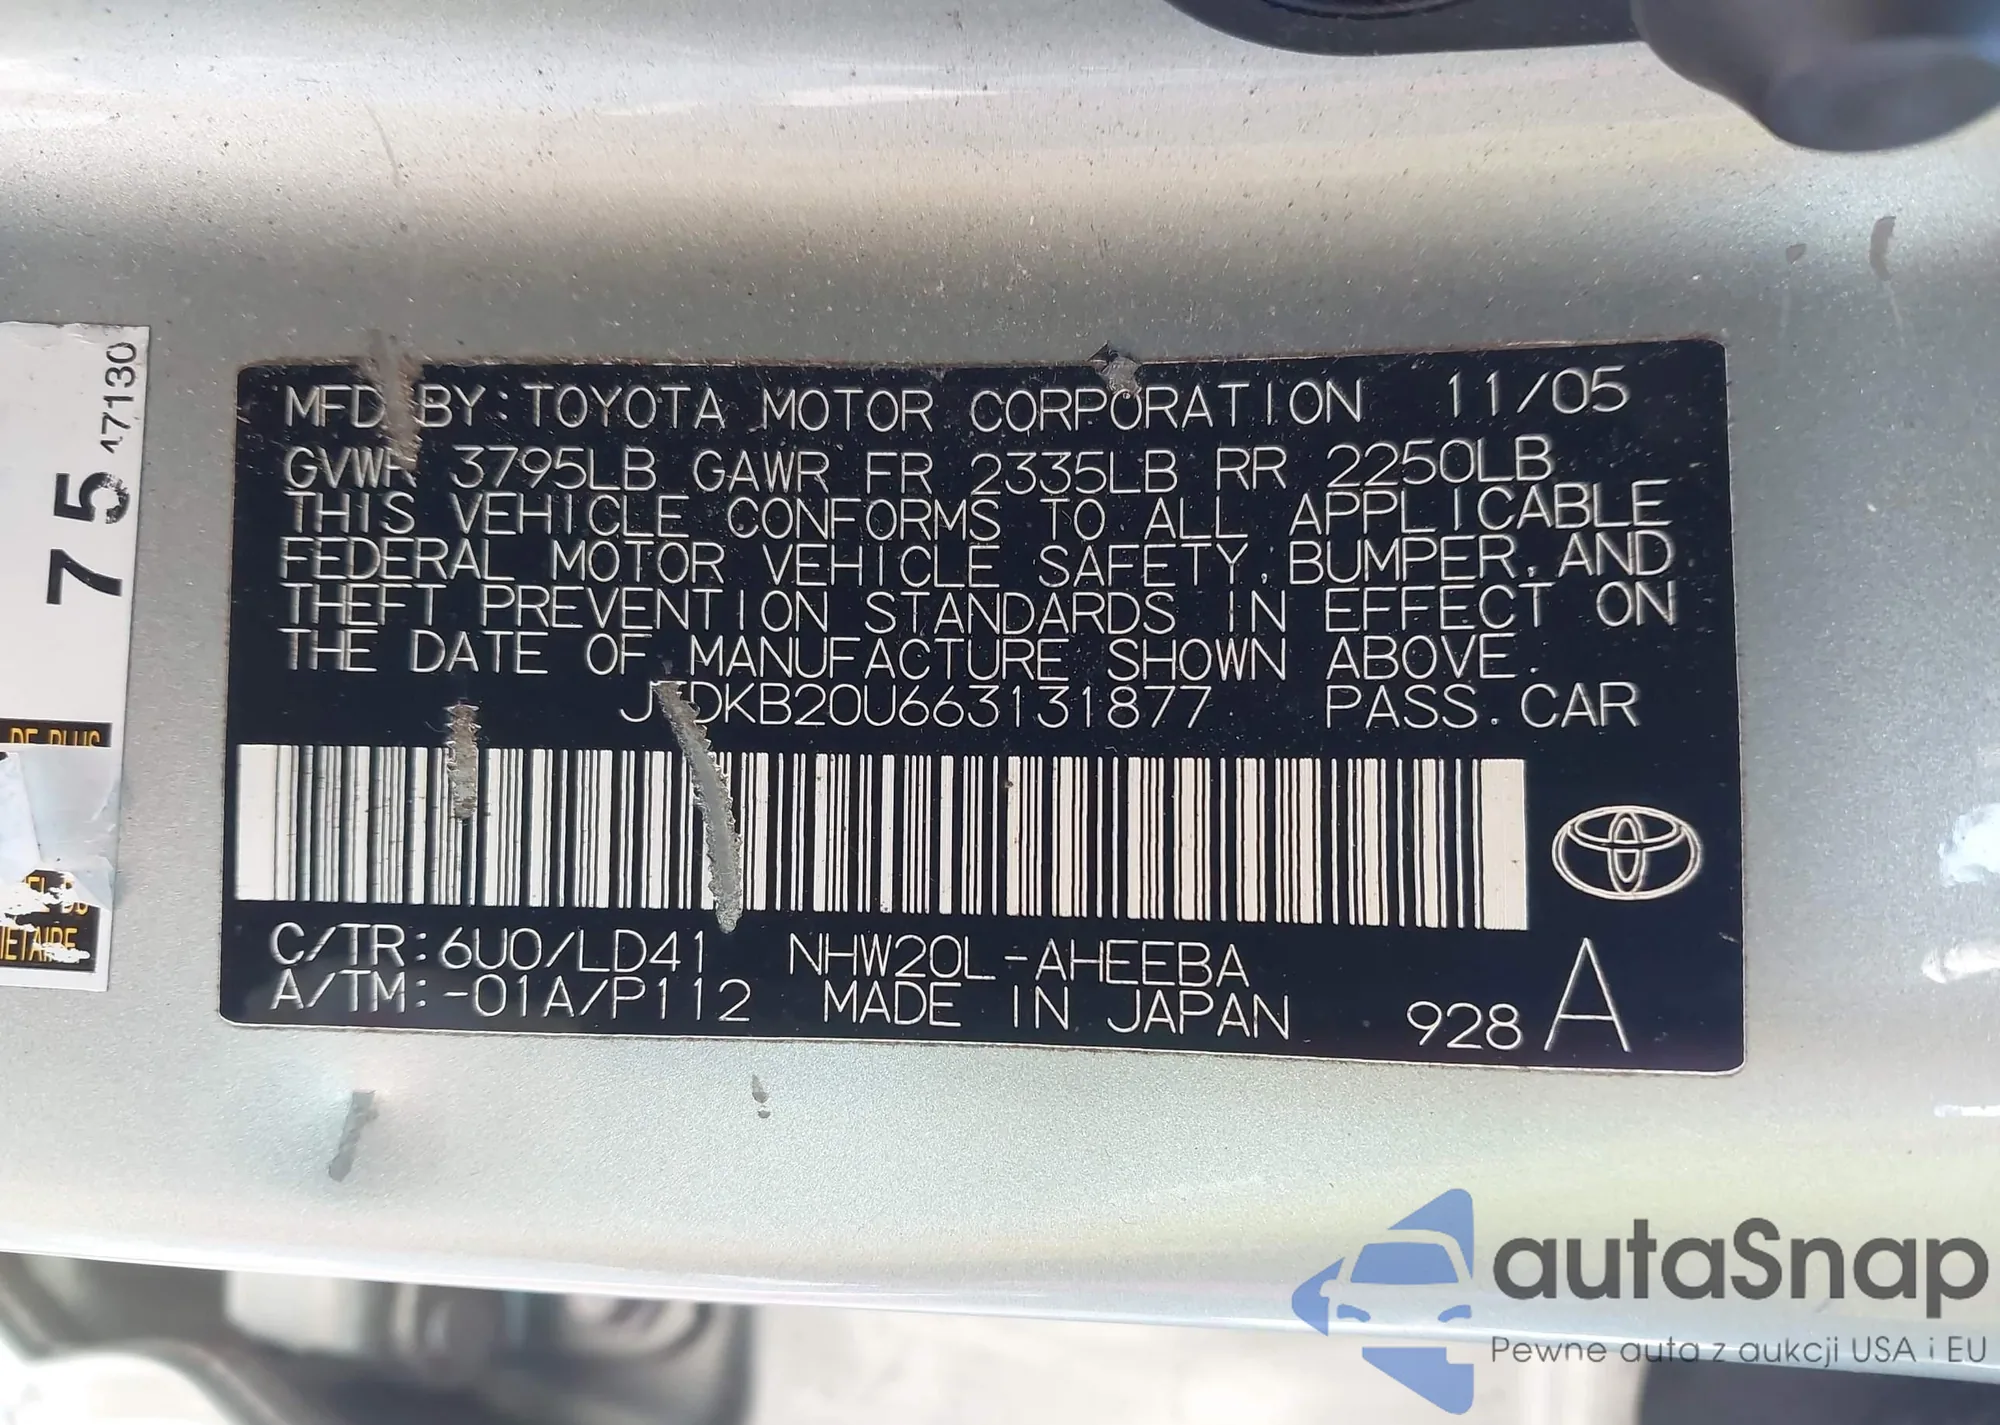 MFD BY: TOYOTA MOTOR CORPORATION 11/05
GVWR 3795LB GAWR FR 2335LB RR 2250LB
THIS VEHICLE CONFORMS TO ALL APPLICABLE
FEDERAL MOTOR VEHICLE SAFETY, BUMPER, AND
THEFT PREVENTION STANDARDS IN EFFECT ON
THE DATE OF MANUFACTURE SHOWN ABOVE.
PASS. CAR
C/TR: 6U0/LD41 NHW20L-AHEEBA
A/TM: -01A/P112 MADE IN JAPAN 928 A
75
47130
DE PLUS
autoSnap
Pewne auta z aukcji USA i EU